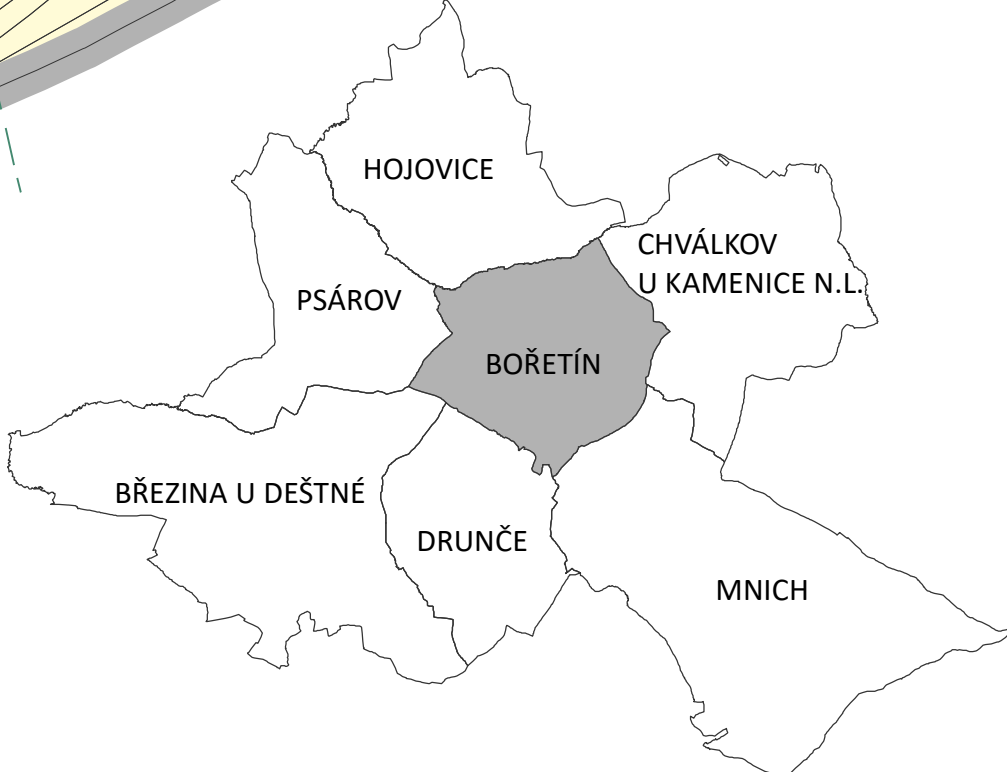 HOJOVICE
CHVÁLKOV
U KAMENICE N.L.
PSÁROV
BOŘETÍN
BŘEZINA U DEŠTNÉ
DRUNČE
MNICH